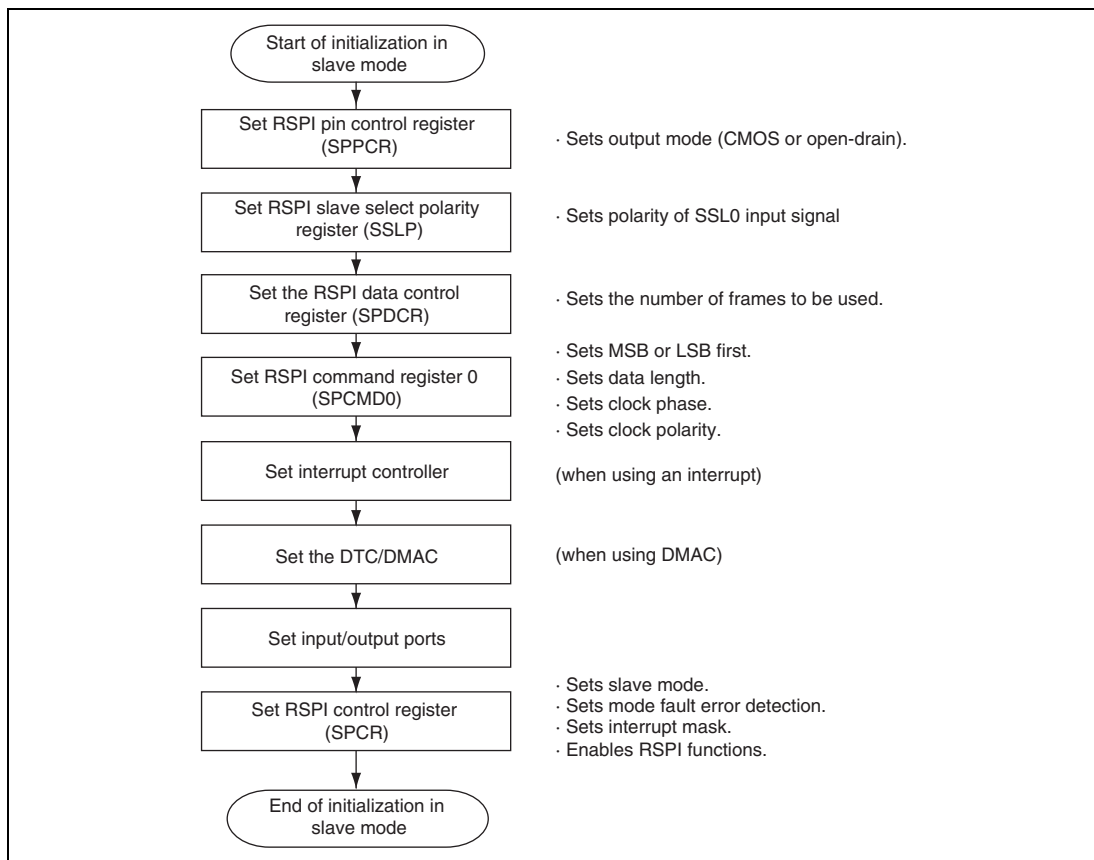 Start of initialization in
slave mode
Set RSPI pin control register
(SPPCR)
· Sets output mode (CMOS or open-drain).
Set RSPI slave select polarity
register (SSLP)
· Sets polarity of SSL0 input signal
Set the RSPI data control
register (SPDCR)
· Sets the number of frames to be used.
Set RSPI command register 0
(SPCMD0)
· Sets MSB or LSB first.
· Sets data length.
· Sets clock phase.
· Sets clock polarity.
Set interrupt controller
(when using an interrupt)
Set the DTC/DMAC
(when using DMAC)
Set input/output ports
Set RSPI control register
(SPCR)
· Sets slave mode.
· Sets mode fault error detection.
· Sets interrupt mask.
· Enables RSPI functions.
End of initialization in
slave mode